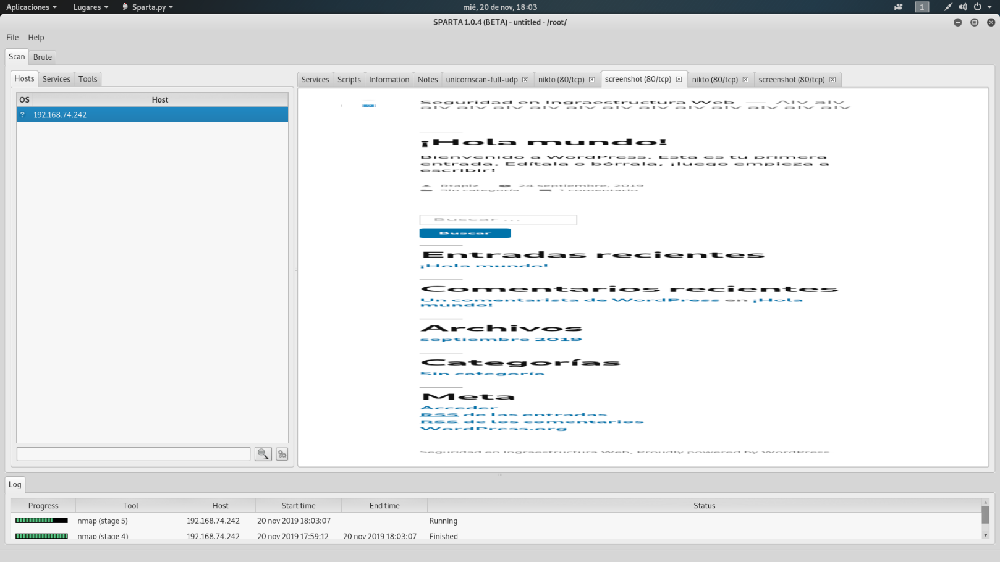 Aplicaciones Lugares Sparta.py mié, 20 de nov, 18:03 1
SPARTA 1.0.4 (BETA) - untitled - /root/
File Help
Scan Brute
Hosts Services Tools
Services Scripts Information Notes unicornscan-full-udp nikto (80/tcp) screenshot (80/tcp) nikto (80/tcp) screenshot (80/tcp)
OS Host
? 192.168.74.242
Seguridad en Ingraestructura Web — Alv alv
alv alv alv alv alv alv alv alv alv alv alv alv
¡Hola mundo!
Bienvenido a WordPress. Esta es tu primera
entrada. Edítala o bórrala, ¡luego empieza a
escribir!
Rtapiz 24 septiembre, 2019
Sin categoría 1 comentario
Buscar ...
Buscar
Entradas recientes
¡Hola mundo!
Comentarios recientes
Un comentarista de WordPress en ¡Hola
mundo!
Archivos
septiembre 2019
Categorías
Sin categoría
Meta
Acceder
RSS de las entradas
RSS de los comentarios
WordPress.org
Seguridad en Ingraestructura Web, Proudly powered by WordPress.
Log
Progress Tool Host Start time End time Status
nmap (stage 5) 192.168.74.242 20 nov 2019 18:03:07 Running
nmap (stage 4) 192.168.74.242 20 nov 2019 17:59:12 20 nov 2019 18:03:07 Finished